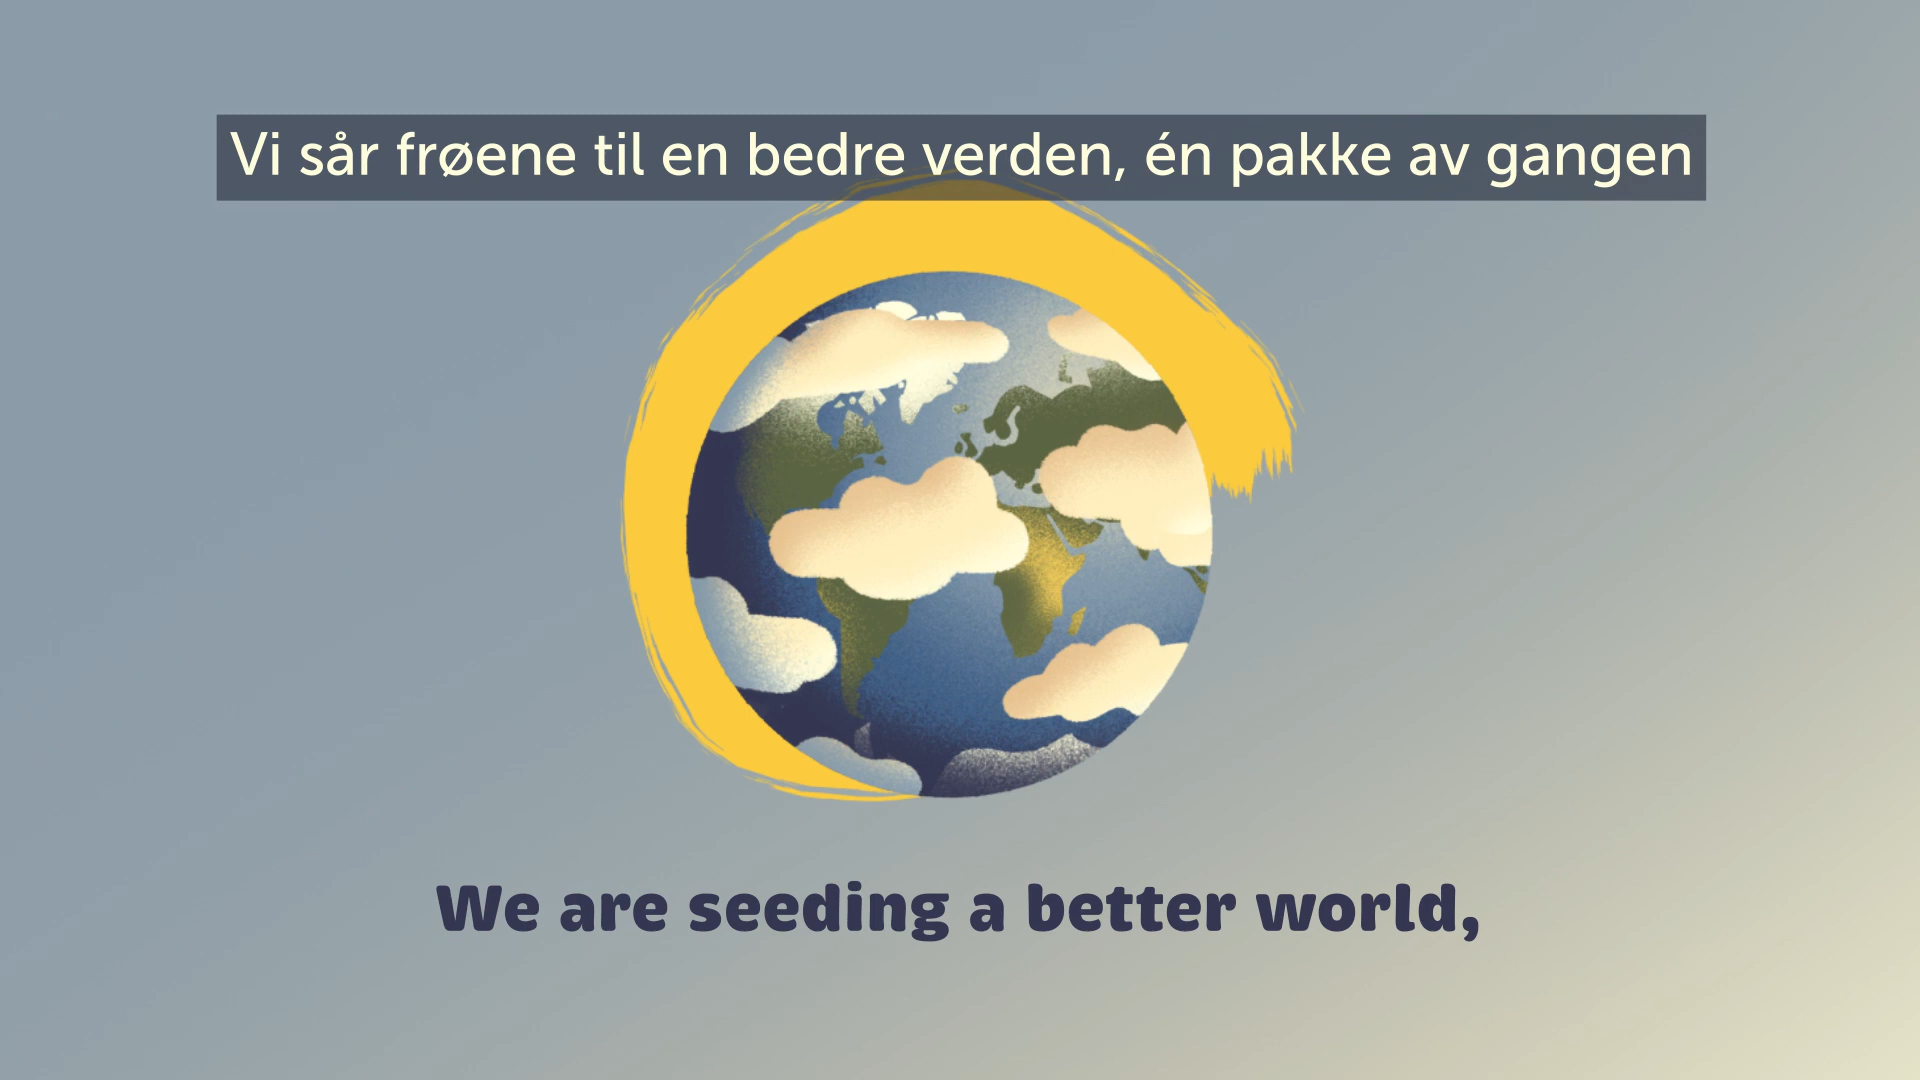 Vi sår frøene til en bedre verden, én pakke av gangen
We are seeding a better world,